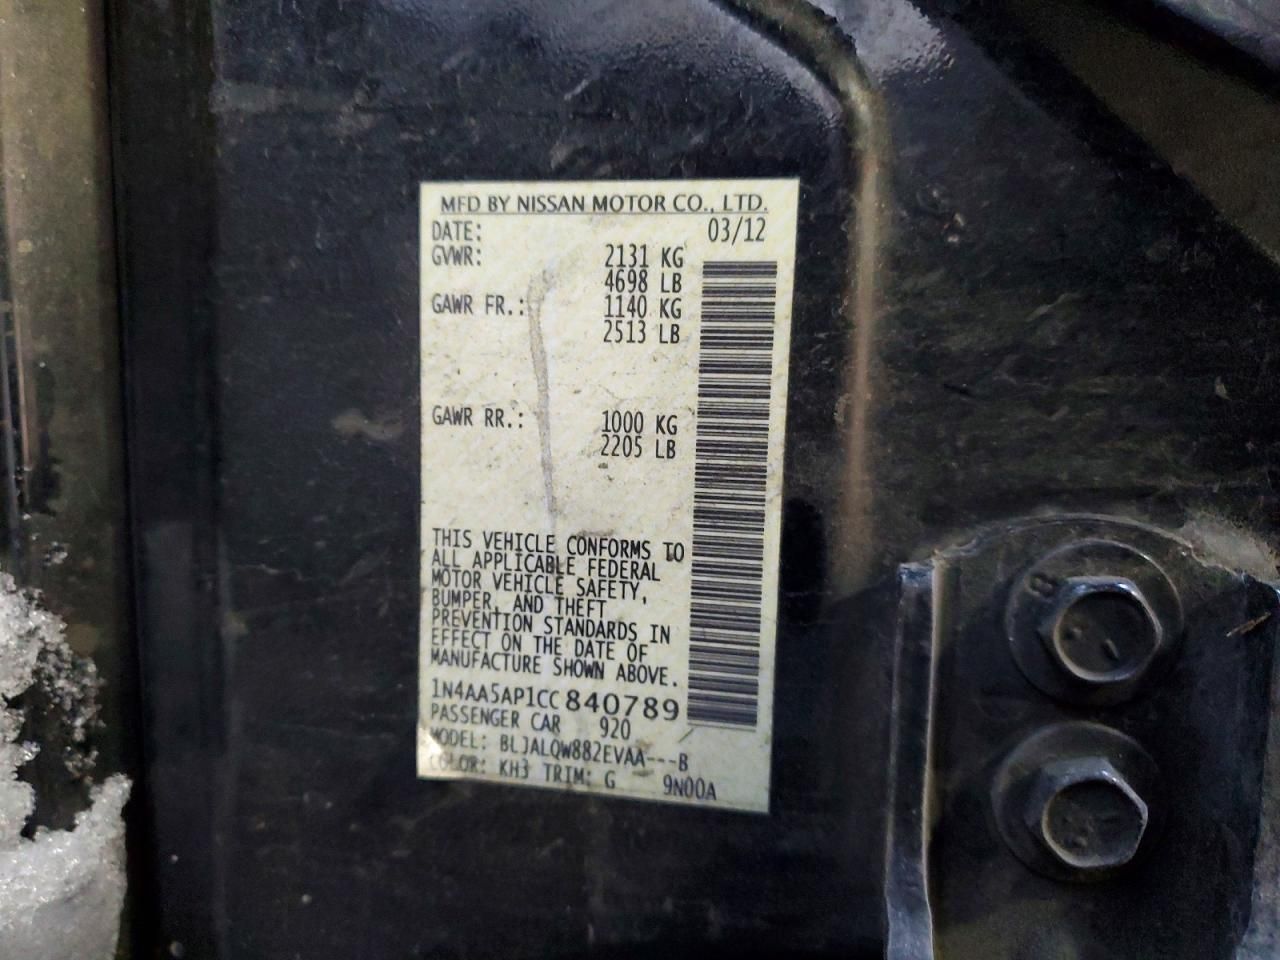 MFD BY NISSAN MOTOR CO., LTD.
DATE: 03/12
GVWR: 2131 KG
4698 LB
GAWR FR.: 1140 KG
2513 LB
GAWR RR.: 1000 KG
2205 LB
THIS VEHICLE CONFORMS TO
ALL APPLICABLE FEDERAL
MOTOR VEHICLE SAFETY,
BUMPER, AND THEFT
PREVENTION STANDARDS IN
EFFECT ON THE DATE OF
MANUFACTURE SHOWN ABOVE.
1N4AA5AP1CC840789
PASSENGER CAR 920
MODEL: BLJALQW882EVAA---B
COLOR: KH3 TRIM: G 9N00A
8